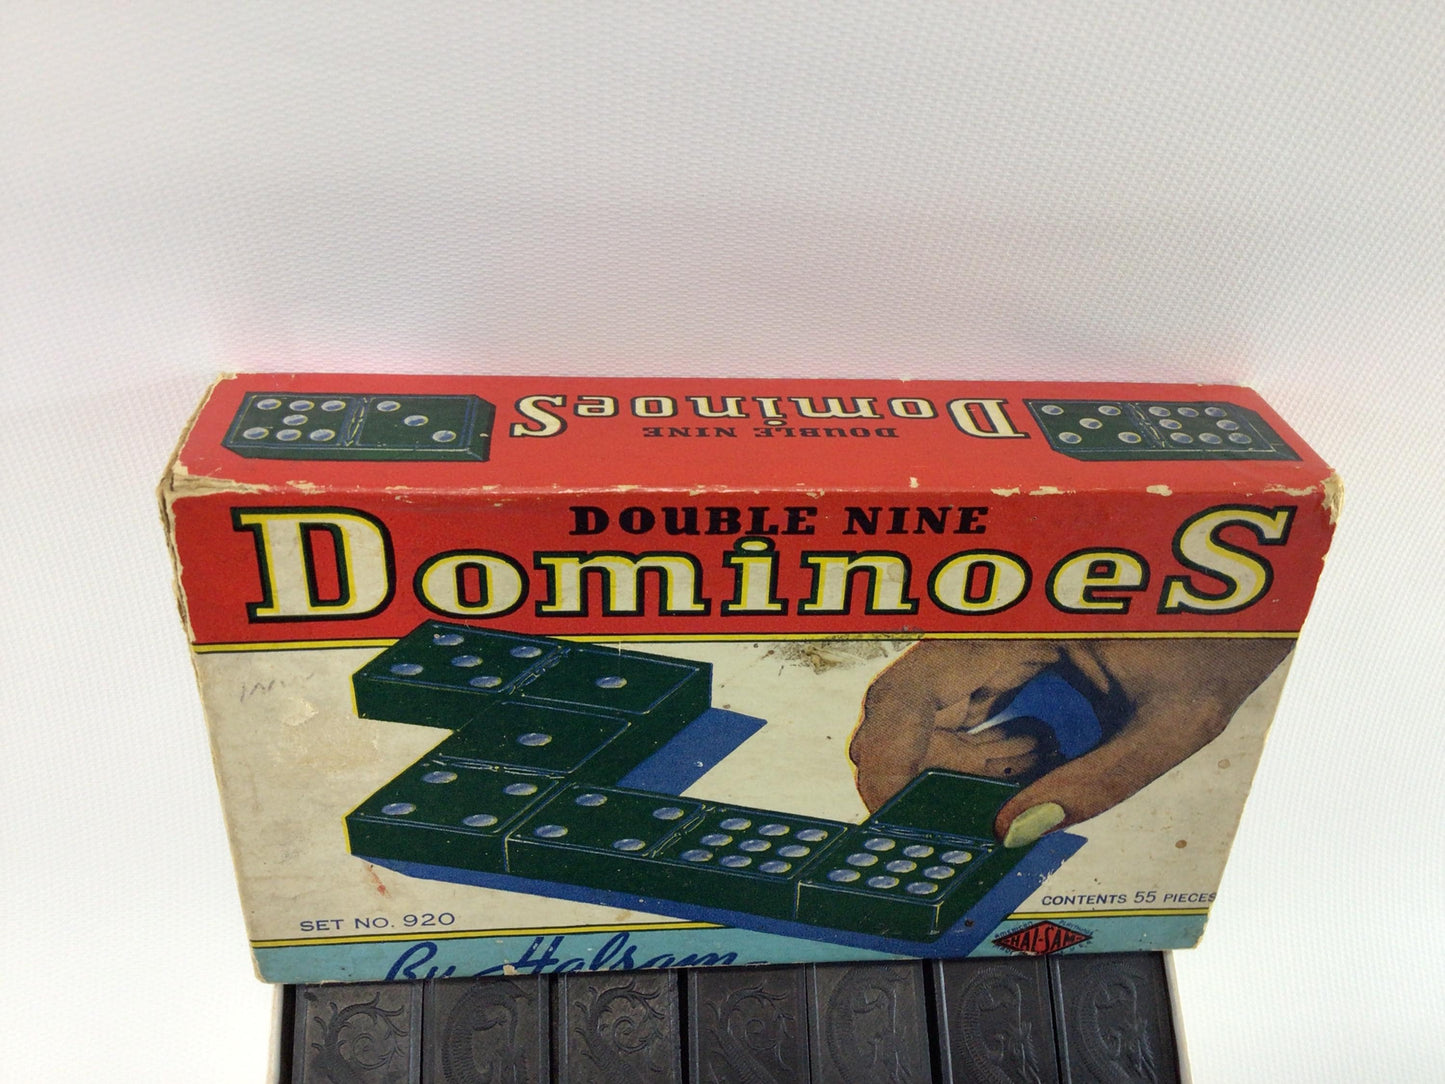 Dominoes
DOUBLE NINE
DOUBLE NINE
Dominoes
SET NO. 920
CONTENTS 55 PIECES
By Halsam
HAL-SAM